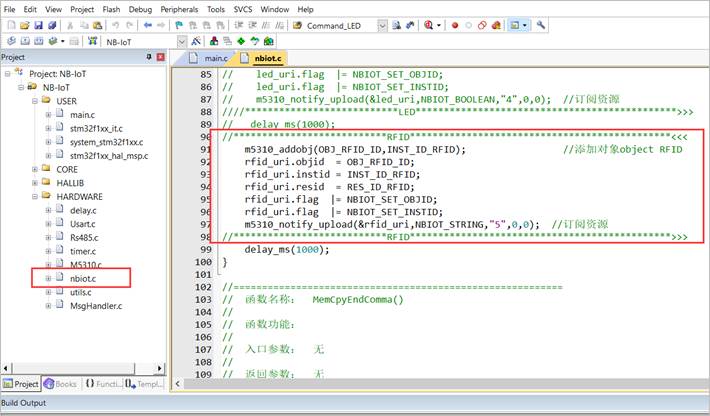 File Edit View Project Flash Debug Peripherals Tools SVCS Window Help
Command_LED
NB-IoT
Project
main.c
nbiot.c
Project: NB-IoT
NB-IoT
USER
main.c
stm32f1xx_it.c
system_stm32f1xx.c
stm32f1xx_hal_msp.c
CORE
HALLIB
HARDWARE
delay.c
Usart.c
Rs485.c
timer.c
M5310.c
nbiot.c
utils.c
MsgHandler.c
85 // led_uri.flag |= NBIOT_SET_OBJID;
86 // led_uri.flag |= NBIOT_SET_INSTID;
87 // m5310_notify_upload(&led_uri,NBIOT_BOOLEAN,"4",0,0); //订阅资源
88 ////**************************LED********************************************>>>
89 // delay_ms(1000);
90 //**************************RFID*******************************************<<<
91 m5310_addobj(OBJ_RFID_ID,INST_ID_RFID); //添加对象object RFID
92 rfid_uri.objid = OBJ_RFID_ID;
93 rfid_uri.instid = INST_ID_RFID;
94 rfid_uri.resid = RES_ID_RFID;
95 rfid_uri.flag |= NBIOT_SET_OBJID;
96 rfid_uri.flag |= NBIOT_SET_INSTID;
97 m5310_notify_upload(&rfid_uri,NBIOT_STRING,"5",0,0); //订阅资源
98 //**************************RFID*******************************************>>>
99 delay_ms(1000);
100 }
101
102 //=======================================================
103 // 函数名称: MemCpyEndComma()
104 //
105 // 函数功能:
106 //
107 // 入口参数: 无
108 //
109 // 返回参数: 无
Project Books {} Functi... Templ...
Build Output